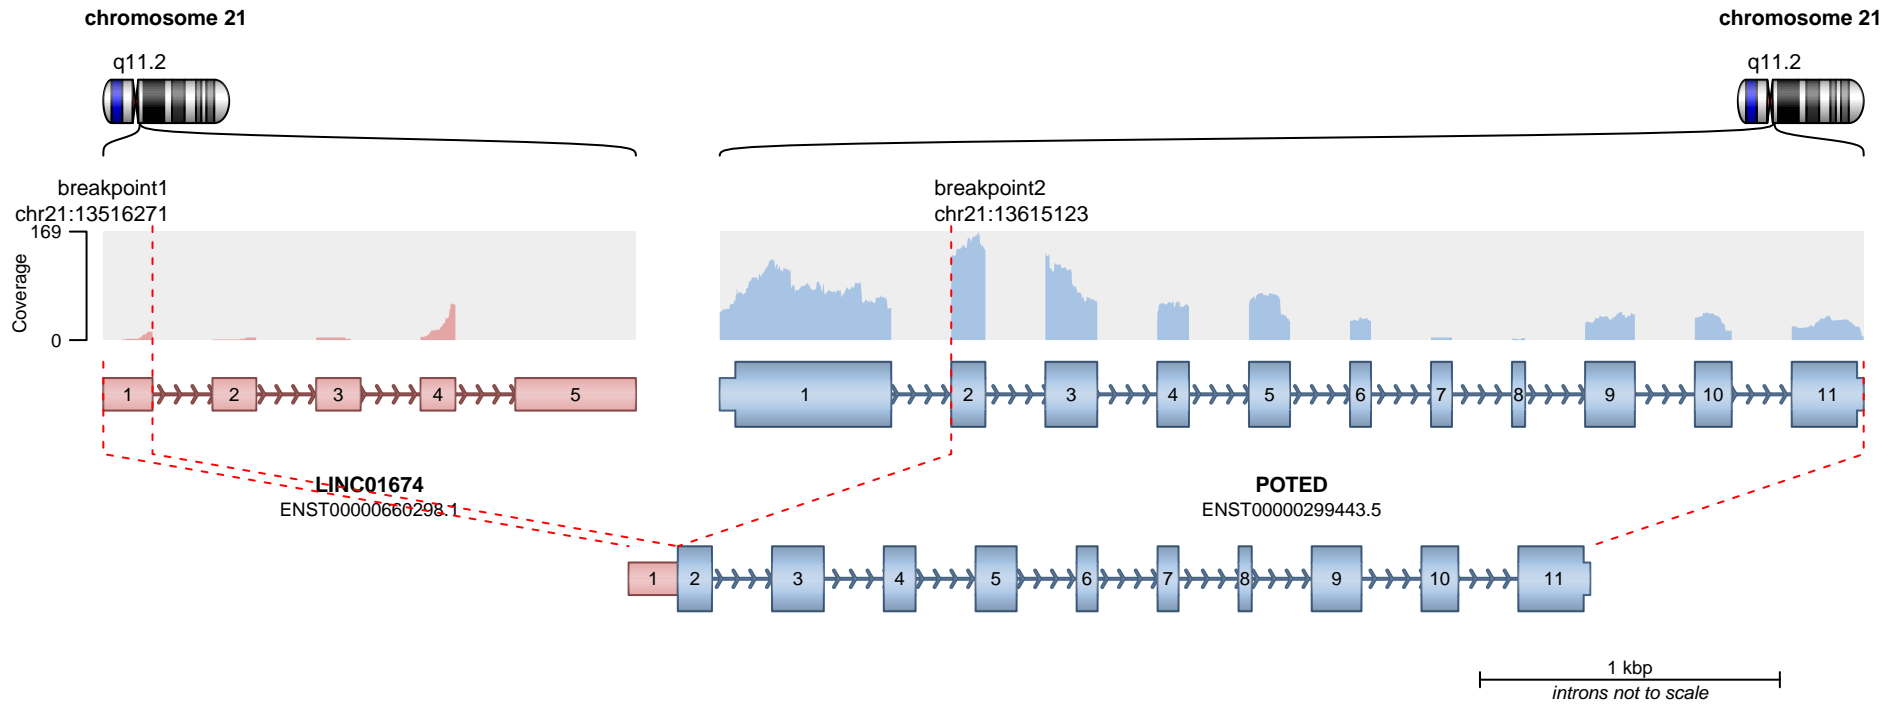 chromosome 21
chromosome 21
q11.2
q11.2
breakpoint1
chr21:13516271
breakpoint2
chr21:13615123
169
0
Coverage
1 2 3 4 5
1 2 3 4 5 6 7 8 9 10 11
LINC01674
ENST00000660298.1
POTED
ENST00000299443.5
1 2 3 4 5 6 7 8 9 10 11
1 kbp
introns not to scale